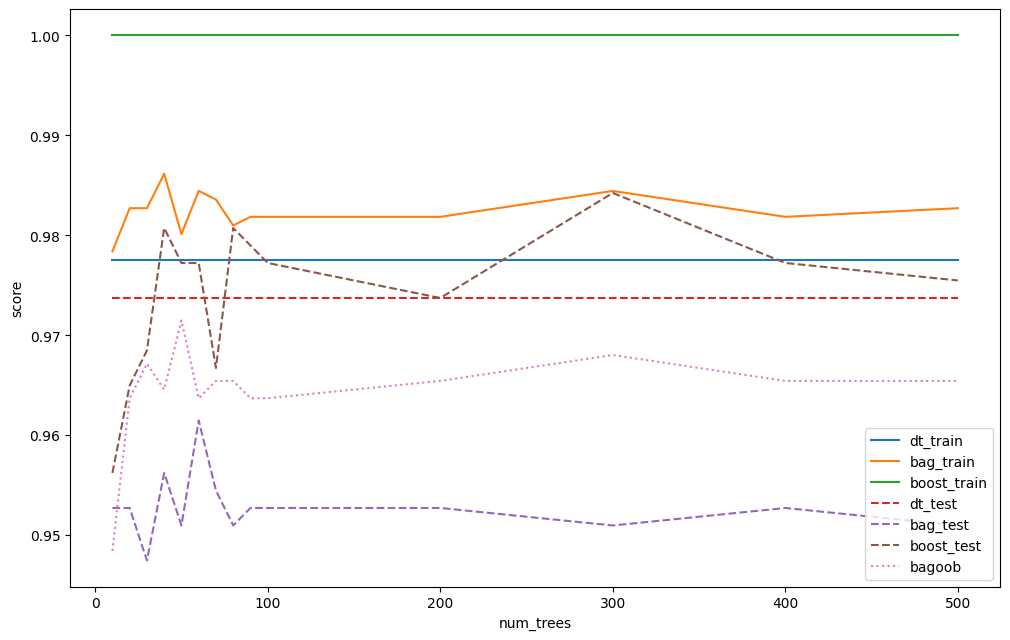 1.00
0.99
0.98
0.97
0.96
0.95
score
0 100 200 300 400 500
num_trees
dt_train
bag_train
boost_train
dt_test
bag_test
boost_test
bagoob